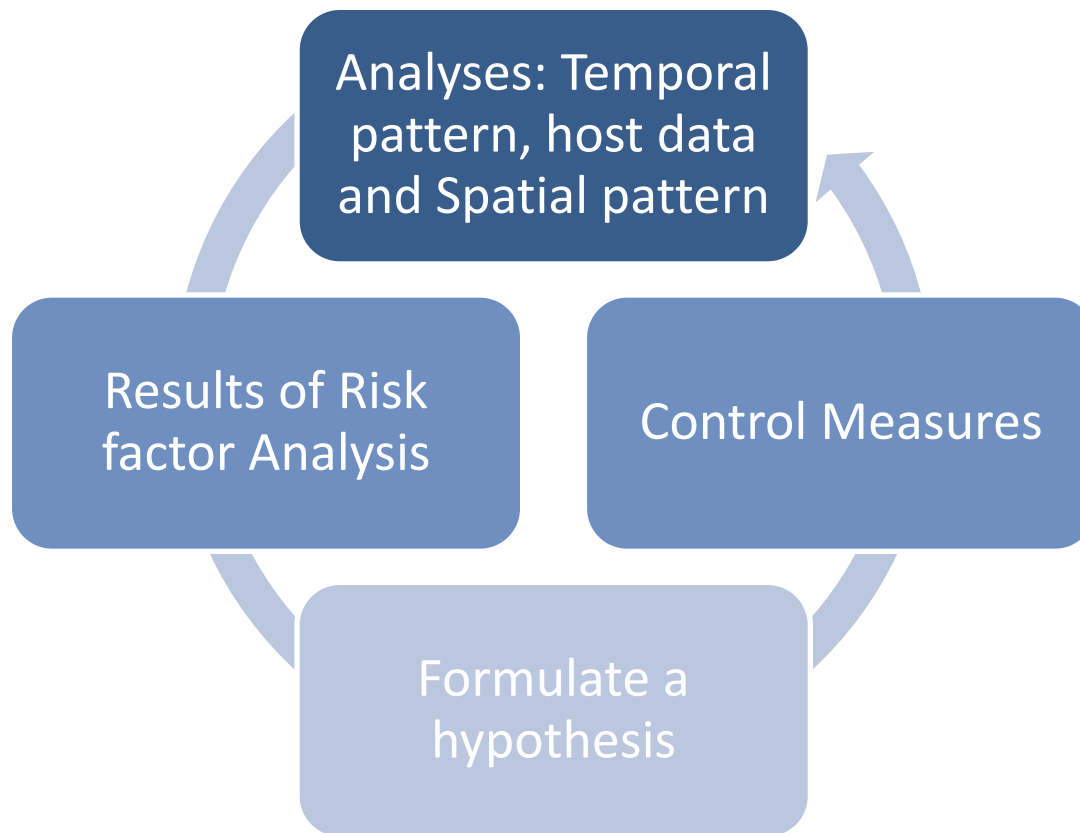 Analyses: Temporal
pattern, host data
and Spatial pattern
Results of Risk
factor Analysis
Control Measures
Formulate a
hypothesis